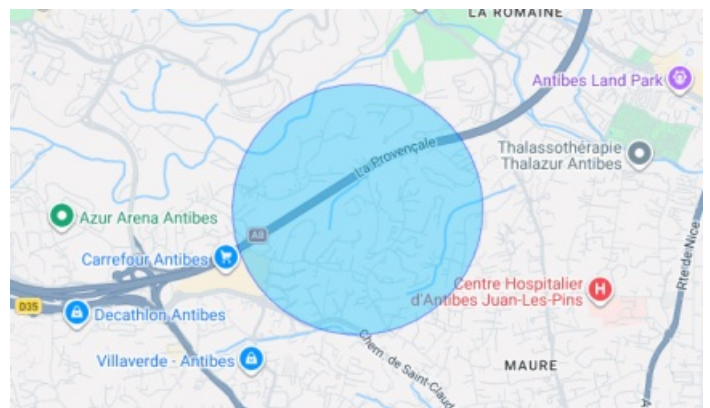 LA ROMAINE
Antibes Land Park
La Provençale
Thalassothérapie
Thalazur Antibes
Azur Arena Antibes
A8
Carrefour Antibes
Rte de Nice
Centre Hospitalier
d'Antibes Juan-Les-Pins
D35
Decathlon Antibes
Villaverde - Antibes
Chem. de Saint-Claud
MAURE